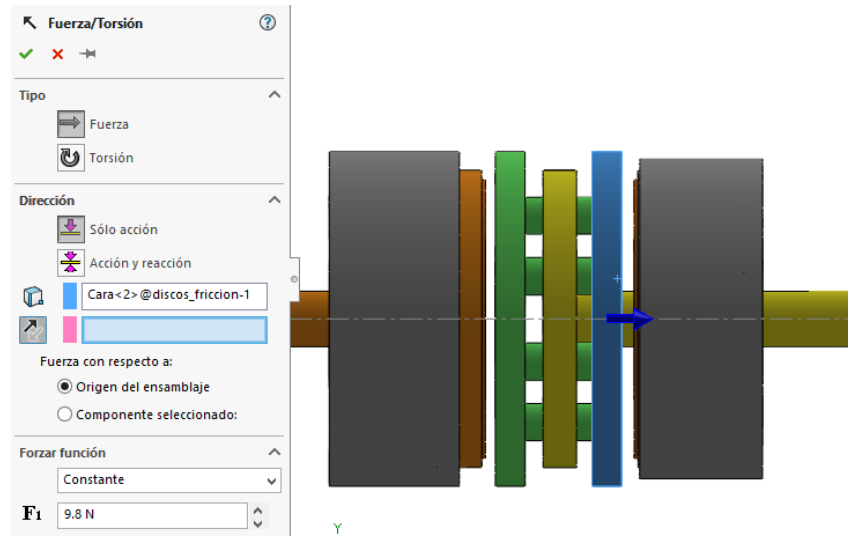 Fuerza/Torsión
Tipo
Fuerza
Torsión
Dirección
Sólo acción
Acción y reacción
Cara<2>@discos_friccion-1
Fuerza con respecto a:
Origen del ensamblaje
Componente seleccionado:
Forzar función
Constante
F1 9.8 N
Y